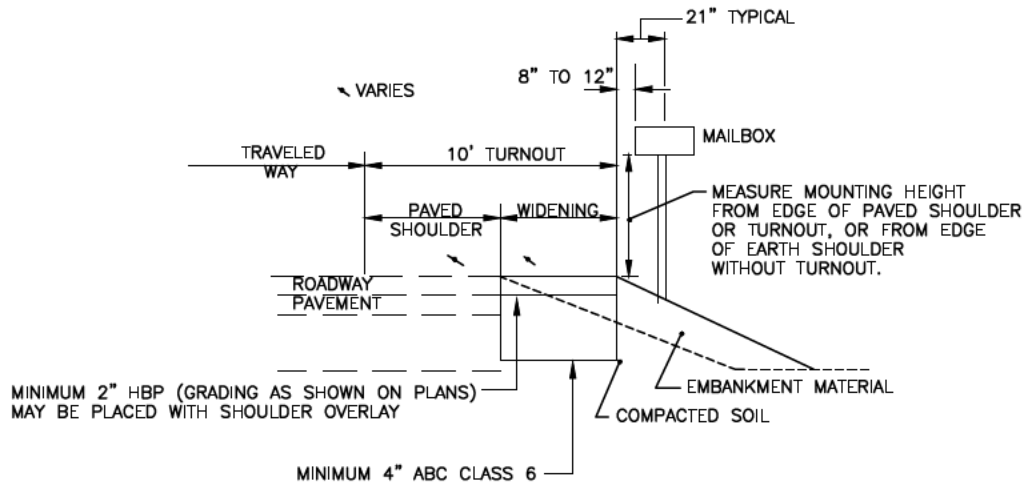 21" TYPICAL
8" TO 12"
VARIES
MAILBOX
TRAVELED
WAY
10' TURNOUT
MEASURE MOUNTING HEIGHT
FROM EDGE OF PAVED SHOULDER
OR TURNOUT, OR FROM EDGE
OF EARTH SHOULDER
WITHOUT TURNOUT.
PAVED
SHOULDER
WIDENING
ROADWAY
PAVEMENT
MINIMUM 2" HBP (GRADING AS SHOWN ON PLANS)
MAY BE PLACED WITH SHOULDER OVERLAY
EMBANKMENT MATERIAL
COMPACTED SOIL
MINIMUM 4" ABC CLASS 6